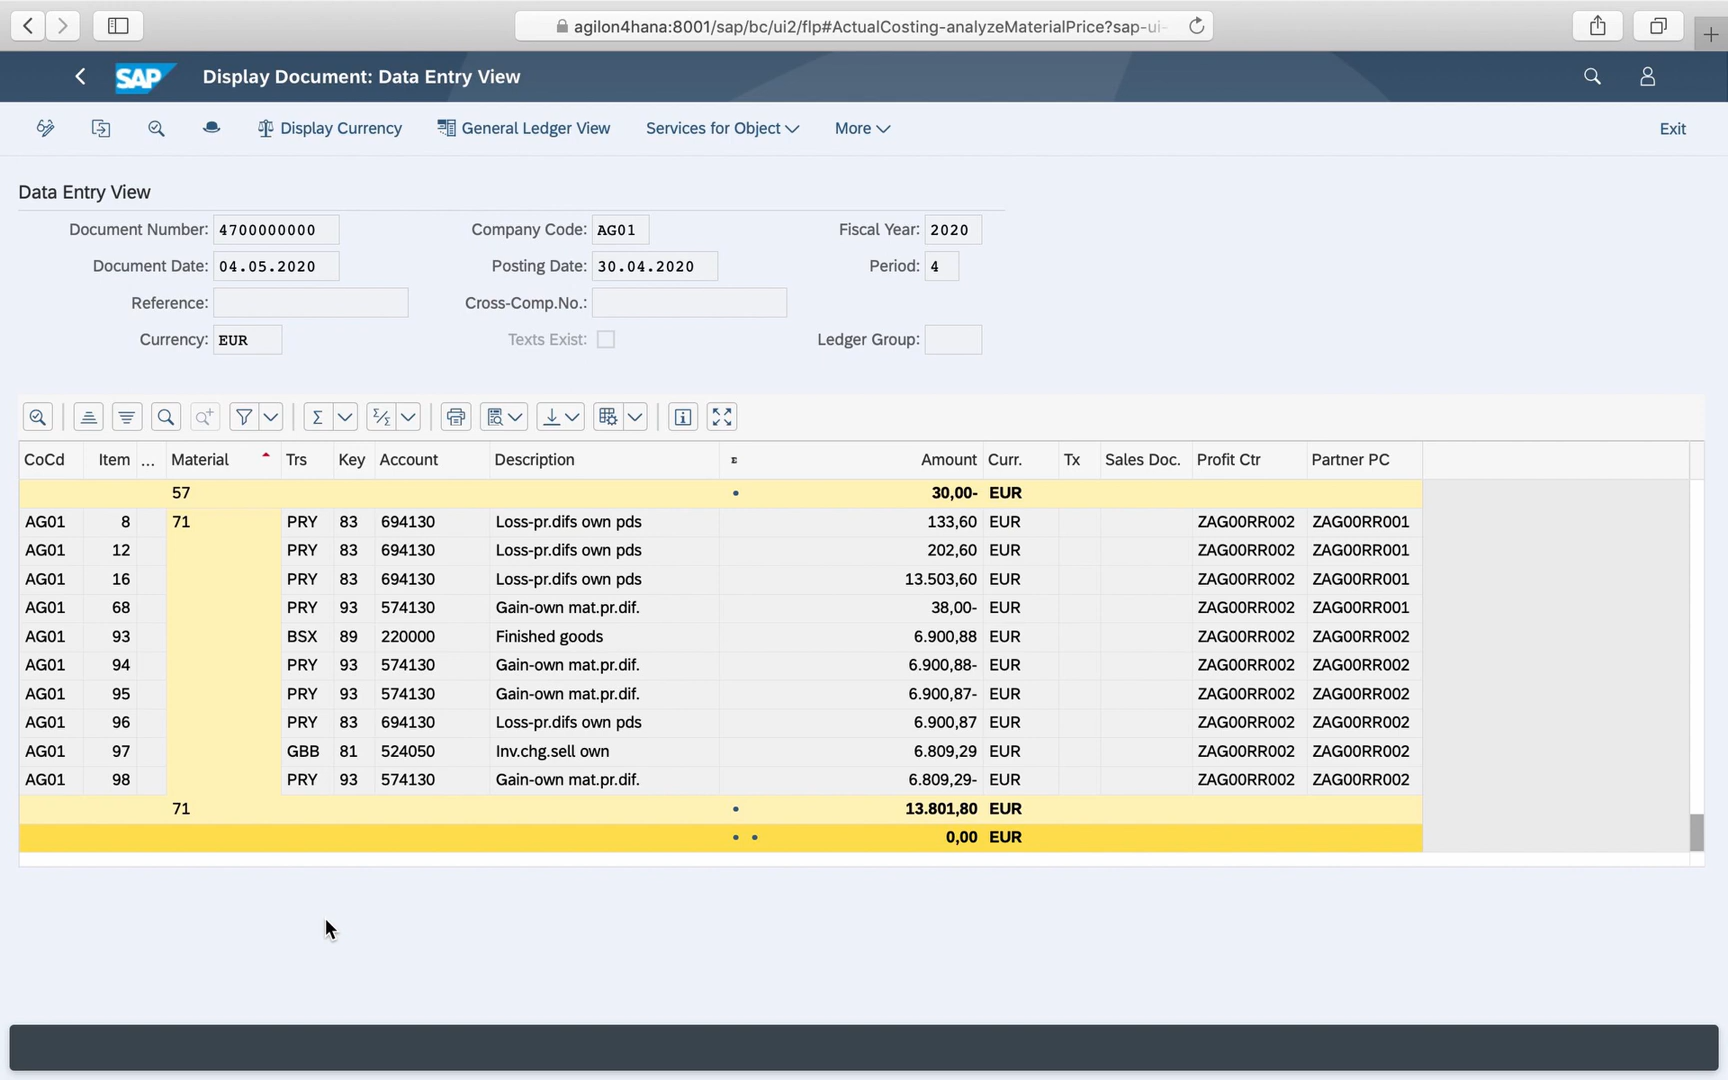 agilon4hana:8001/sap/bc/ui2/flp#ActualCosting-analyzeMaterialPrice?sap-ui-
SAP Display Document: Data Entry View
Display Currency General Ledger View Services for Object More Exit
Data Entry View
Document Number: 4700000000 Company Code: AG01 Fiscal Year: 2020
Document Date: 04.05.2020 Posting Date: 30.04.2020 Period: 4
Reference: Cross-Comp.No.:
Currency: EUR Texts Exist: Ledger Group:
CoCd Item ... Material Trs Key Account Description Σ Amount Curr. Tx Sales Doc. Profit Ctr Partner PC
57 • 30,00- EUR
AG01 8 71 PRY 83 694130 Loss-pr.difs own pds 133,60 EUR ZAG00RR002 ZAG00RR001
AG01 12 PRY 83 694130 Loss-pr.difs own pds 202,60 EUR ZAG00RR002 ZAG00RR001
AG01 16 PRY 83 694130 Loss-pr.difs own pds 13.503,60 EUR ZAG00RR002 ZAG00RR001
AG01 68 PRY 93 574130 Gain-own mat.pr.dif. 38,00- EUR ZAG00RR002 ZAG00RR001
AG01 93 BSX 89 220000 Finished goods 6.900,88 EUR ZAG00RR002 ZAG00RR002
AG01 94 PRY 93 574130 Gain-own mat.pr.dif. 6.900,88- EUR ZAG00RR002 ZAG00RR002
AG01 95 PRY 93 574130 Gain-own mat.pr.dif. 6.900,87- EUR ZAG00RR002 ZAG00RR002
AG01 96 PRY 83 694130 Loss-pr.difs own pds 6.900,87 EUR ZAG00RR002 ZAG00RR002
AG01 97 GBB 81 524050 Inv.chg.sell own 6.809,29 EUR ZAG00RR002 ZAG00RR002
AG01 98 PRY 93 574130 Gain-own mat.pr.dif. 6.809,29- EUR ZAG00RR002 ZAG00RR002
71 • 13.801,80 EUR
• • 0,00 EUR